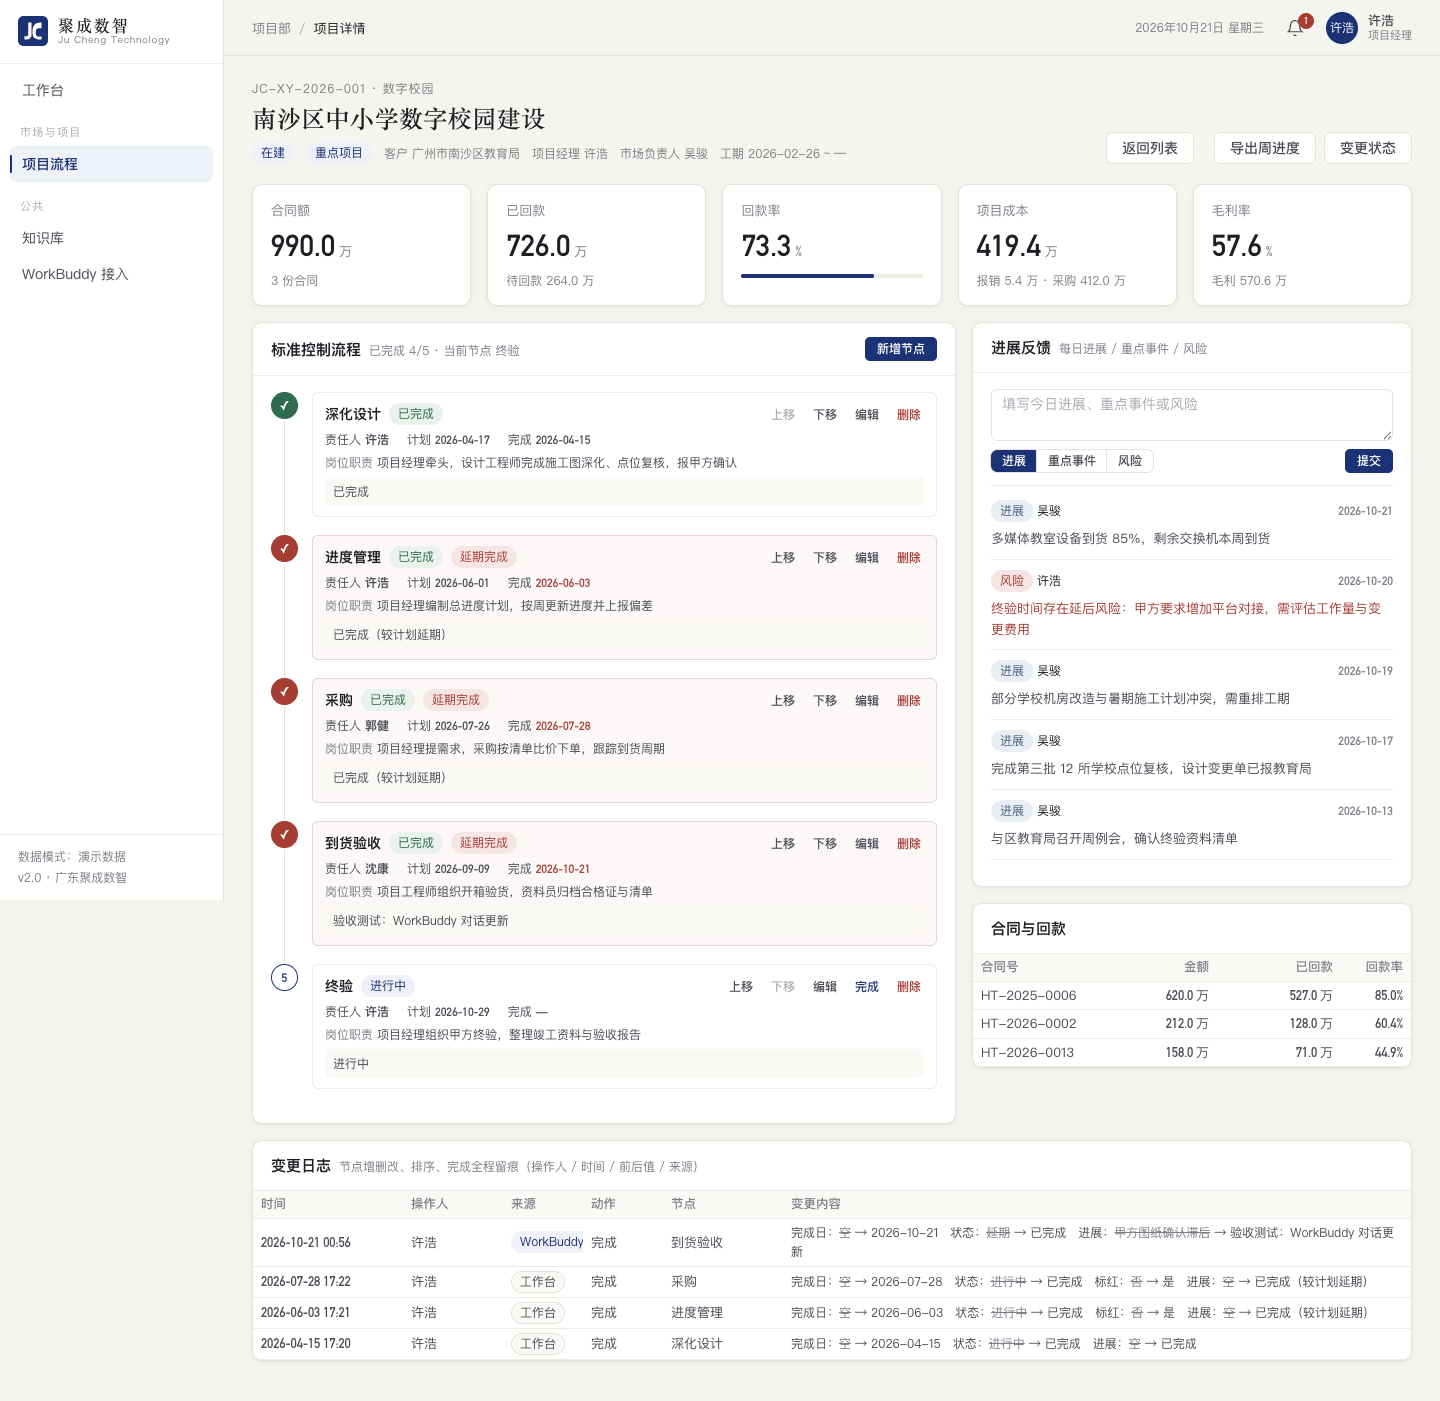 JC 聚成数智
Ju Cheng Technology
工作台
市场与项目
项目流程
公共
知识库
WorkBuddy 接入
数据模式：演示数据
v2.0 · 广东聚成数智
项目部 / 项目详情
2026年10月21日 星期三
1
许浩
许浩
项目经理
JC-XY-2026-001 · 数字校园
南沙区中小学数字校园建设
在建 重点项目 客户 广州市南沙区教育局 项目经理 许浩 市场负责人 吴骏 工期 2026-02-26 ~ —
返回列表 导出周进度 变更状态
合同额
990.0 万
3 份合同
已回款
726.0 万
待回款 264.0 万
回款率
73.3 %
项目成本
419.4 万
报销 5.4 万 · 采购 412.0 万
毛利率
57.6 %
毛利 570.6 万
标准控制流程 已完成 4/5 · 当前节点 终验 新增节点
✓ 深化设计 已完成 上移 下移 编辑 删除
责任人 许浩 计划 2026-04-17 完成 2026-04-15
岗位职责 项目经理牵头，设计工程师完成施工图深化、点位复核，报甲方确认
已完成
✓ 进度管理 已完成 延期完成 上移 下移 编辑 删除
责任人 许浩 计划 2026-06-01 完成 2026-06-03
岗位职责 项目经理编制总进度计划，按周更新进度并上报偏差
已完成（较计划延期）
✓ 采购 已完成 延期完成 上移 下移 编辑 删除
责任人 郭健 计划 2026-07-26 完成 2026-07-28
岗位职责 项目经理提需求，采购按清单比价下单，跟踪到货周期
已完成（较计划延期）
✓ 到货验收 已完成 延期完成 上移 下移 编辑 删除
责任人 沈康 计划 2026-09-09 完成 2026-10-21
岗位职责 项目工程师组织开箱验货，资料员归档合格证与清单
验收测试：WorkBuddy 对话更新
5 终验 进行中 上移 下移 编辑 完成 删除
责任人 许浩 计划 2026-10-29 完成 —
岗位职责 项目经理组织甲方终验，整理竣工资料与验收报告
进行中
进展反馈 每日进展 / 重点事件 / 风险
填写今日进展、重点事件或风险
进展 重点事件 风险 提交
进展 吴骏 2026-10-21
多媒体教室设备到货 85%，剩余交换机本周到货
风险 许浩 2026-10-20
终验时间存在延后风险：甲方要求增加平台对接，需评估工作量与变
更费用
进展 吴骏 2026-10-19
部分学校机房改造与暑期施工计划冲突，需重排工期
进展 吴骏 2026-10-17
完成第三批 12 所学校点位复核，设计变更单已报教育局
进展 吴骏 2026-10-13
与区教育局召开周例会，确认终验资料清单
合同与回款
合同号 金额 已回款 回款率
HT-2025-0006 620.0 万 527.0 万 85.0%
HT-2026-0002 212.0 万 128.0 万 60.4%
HT-2026-0013 158.0 万 71.0 万 44.9%
变更日志 节点增删改、排序、完成全程留痕（操作人 / 时间 / 前后值 / 来源）
时间 操作人 来源 动作 节点 变更内容
2026-10-21 00:56 许浩 WorkBuddy 完成 到货验收 完成日：空 → 2026-10-21 状态：延期 → 已完成 进展：甲方图纸确认滞后 → 验收测试：WorkBuddy 对话更
新
2026-07-28 17:22 许浩 工作台 完成 采购 完成日：空 → 2026-07-28 状态：进行中 → 已完成 标红：否 → 是 进展：空 → 已完成（较计划延期）
2026-06-03 17:21 许浩 工作台 完成 进度管理 完成日：空 → 2026-06-03 状态：进行中 → 已完成 标红：否 → 是 进展：空 → 已完成（较计划延期）
2026-04-15 17:20 许浩 工作台 完成 深化设计 完成日：空 → 2026-04-15 状态：进行中 → 已完成 进展：空 → 已完成